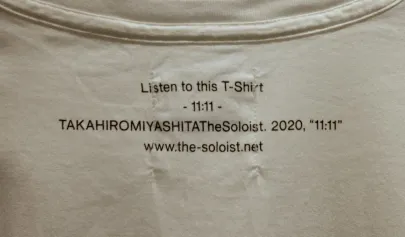 Listen to this T-Shirt
- 11:11 -
TAKAHIROMIYASHITATheSoloist. 2020, "11:11"
www.the-soloist.net